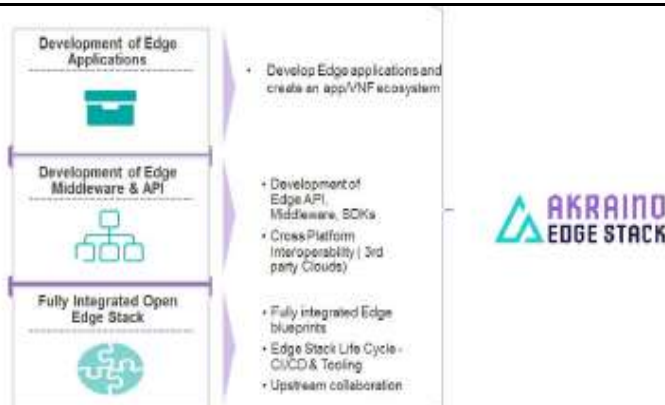 Development of Edge
Applications
• Develop Edge applications and
create an app/VNF ecosystem
Development of Edge
Middleware & API
• Development of
Edge API,
Middleware, SDKs
• Cross Platform
Interoperability ( 3rd
party Clouds)
Fully Integrated Open
Edge Stack
• Fully integrated Edge
blueprints
• Edge Stack Life Cycle -
CI/CD & Tooling
• Upstream collaboration
AKRAINO
EDGE STACK